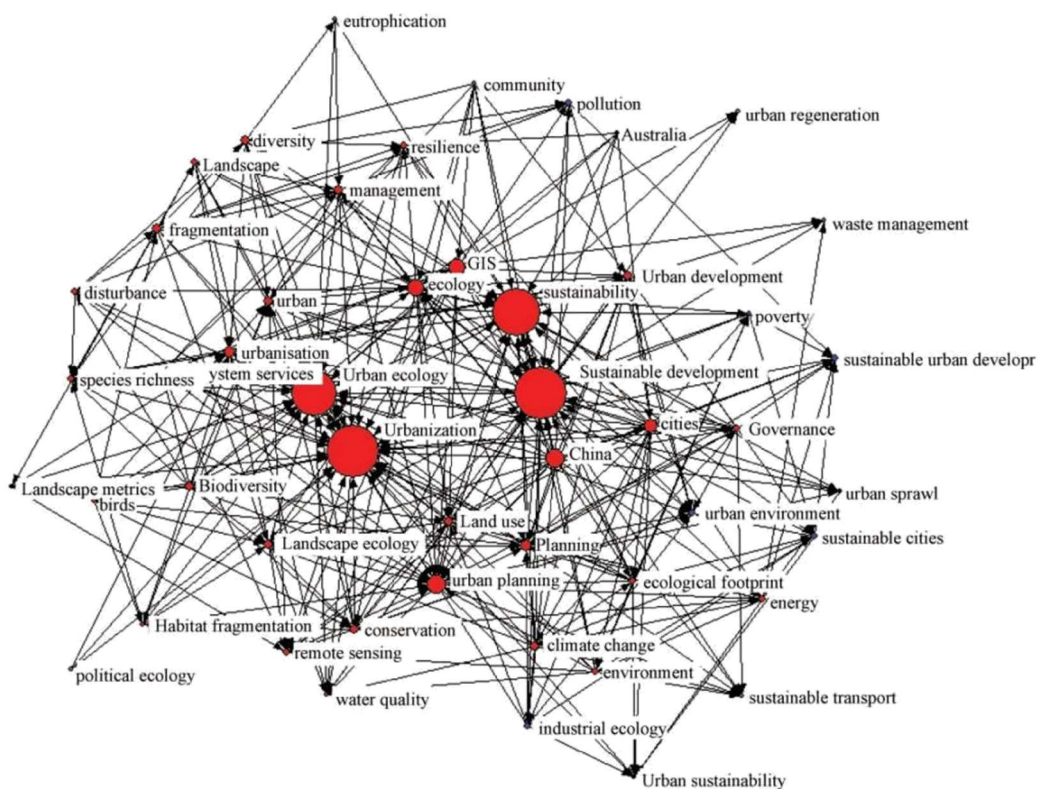 eutrophication
community
pollution
urban regeneration
Australia
diversity
resilience
Landscape
management
waste management
fragmentation
GIS
Urban development
ecology
sustainability
disturbance
urban
poverty
urbanisation
sustainable urban developr
ystem services
Urban ecology
Sustainable development
species richness
Urbanization
cities
Governance
China
Landscape metrics
Biodiversity
urban sprawl
birds
Land use
urban environment
sustainable cities
Landscape ecology
Planning
urban planning
ecological footprint
energy
Habitat fragmentation
conservation
climate change
remote sensing
environment
political ecology
water quality
sustainable transport
industrial ecology
Urban sustainability